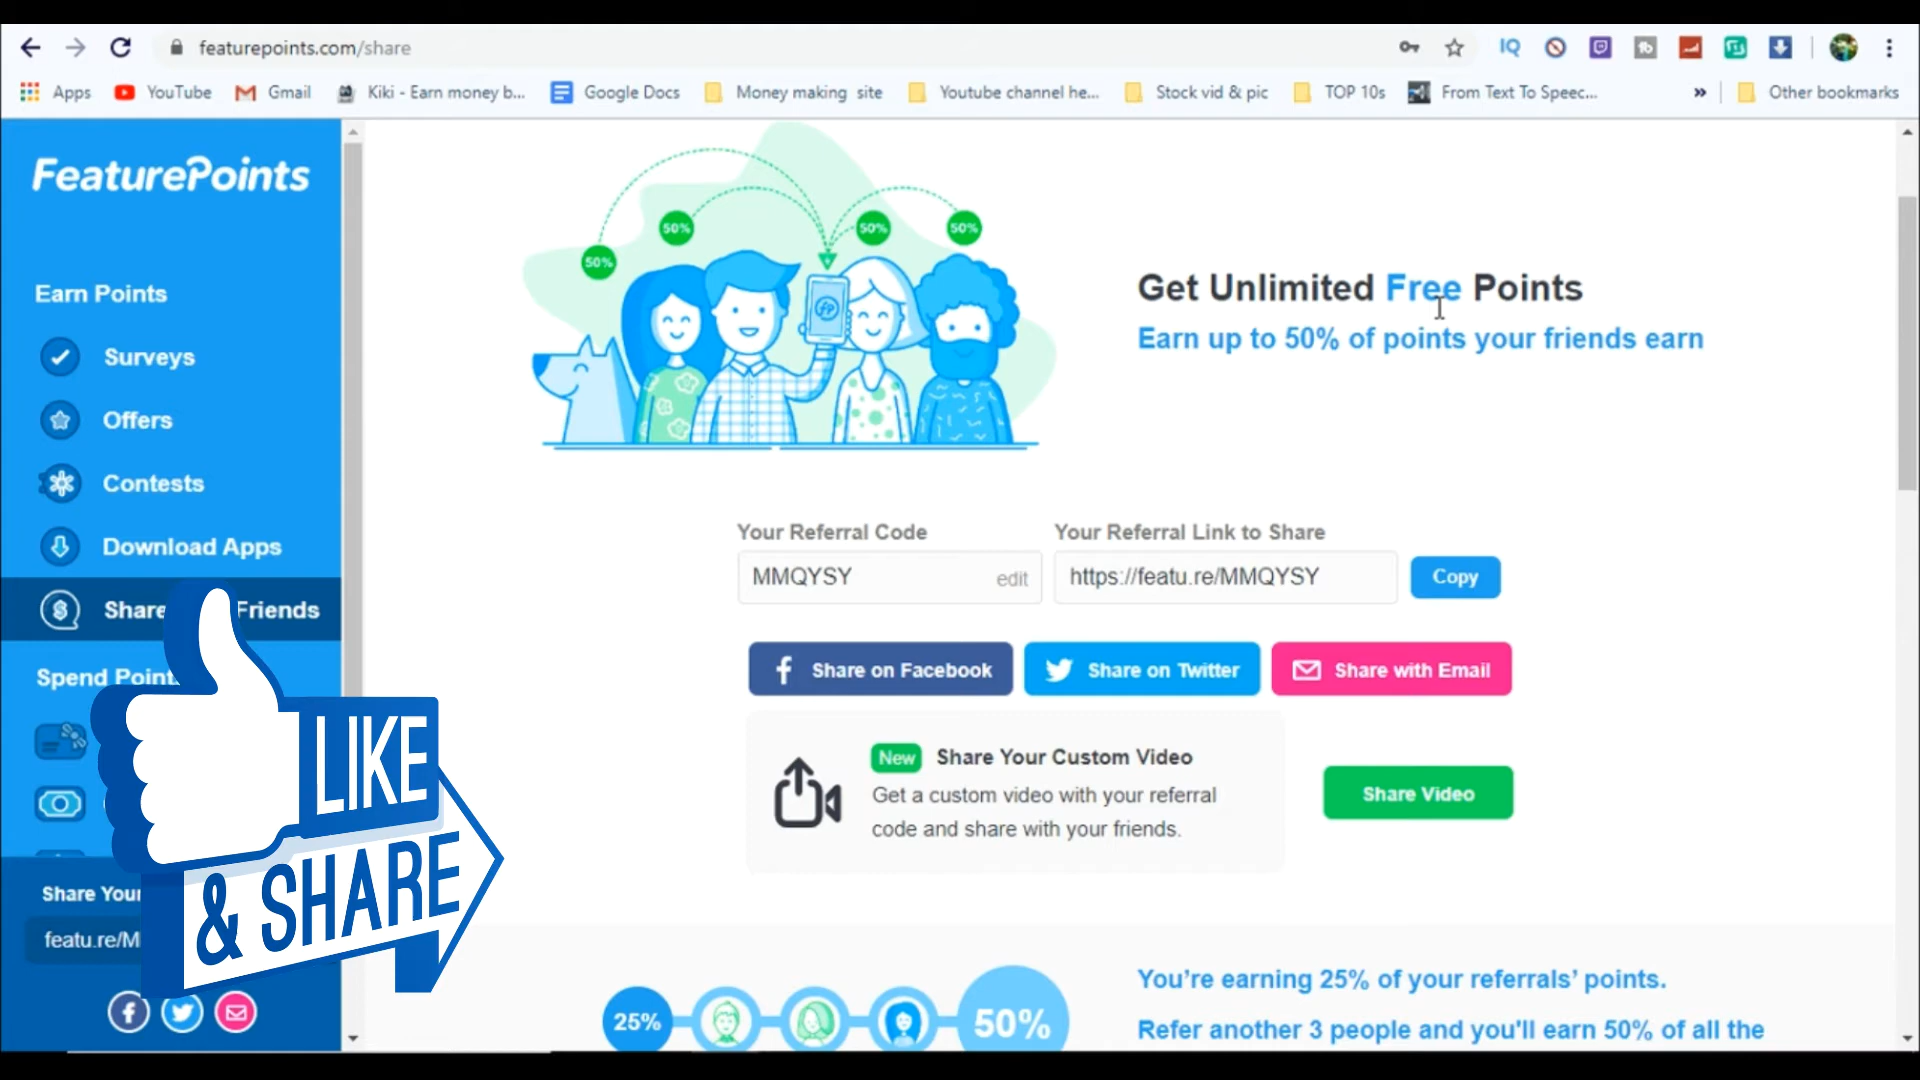 featurepoints.com/share
IQ
Apps
YouTube
Gmail
Kiki - Earn money b...
Google Docs
Money making site
Youtube channel he...
Stock vid & pic
TOP 10s
From Text To Speec...
»
Other bookmarks
FeaturePoints
Earn Points
Surveys
Offers
Contests
Download Apps
Share
Friends
Spend Point
Share Your
featu.re/M
LIKE
& SHARE
50%
50%
50%
50%
fp
Get Unlimited Free Points
Earn up to 50% of points your friends earn
Your Referral Code
MMQYSY
edit
Your Referral Link to Share
https://featu.re/MMQYSY
Copy
Share on Facebook
Share on Twitter
Share with Email
New
Share Your Custom Video
Get a custom video with your referral
code and share with your friends.
Share Video
25%
50%
You’re earning 25% of your referrals’ points.
Refer another 3 people and you'll earn 50% of all the